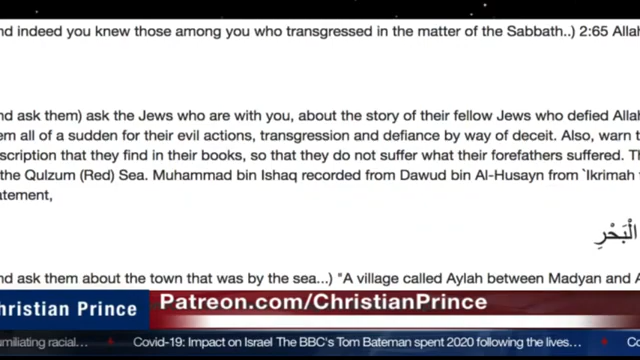 nd indeed you knew those among you who transgressed in the matter of the Sabbath..) 2:65 Allah
nd ask them) ask the Jews who are with you, about the story of their fellow Jews who defied Allah
em all of a sudden for their evil actions, transgression and defiance by way of deceit. Also, warn t
scription that they find in their books, so that they do not suffer what their forefathers suffered. Th
the Qulzum (Red) Sea. Muhammad bin Ishaq recorded from Dawud bin Al-Husayn from `Ikrimah t
atement,
الْبَحْرِ
nd ask them about the town that was by the sea...) "A village called Aylah between Madyan and A
hristian Prince
Patreon.com/ChristianPrince
umiliating racial... Covid-19: Impact on Israel The BBC's Tom Bateman spent 2020 following the lives... Co